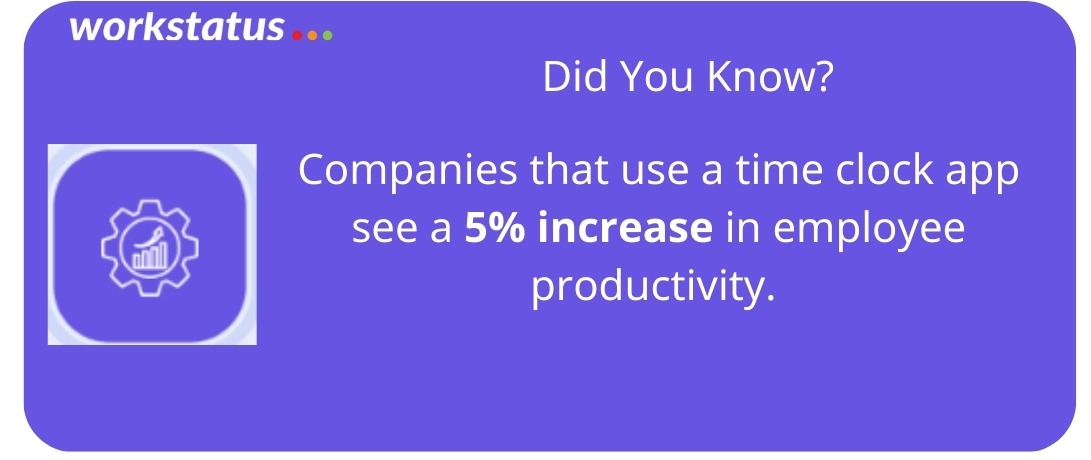 workstatus...
Did You Know?
Companies that use a time clock app
see a 5% increase in employee
productivity.